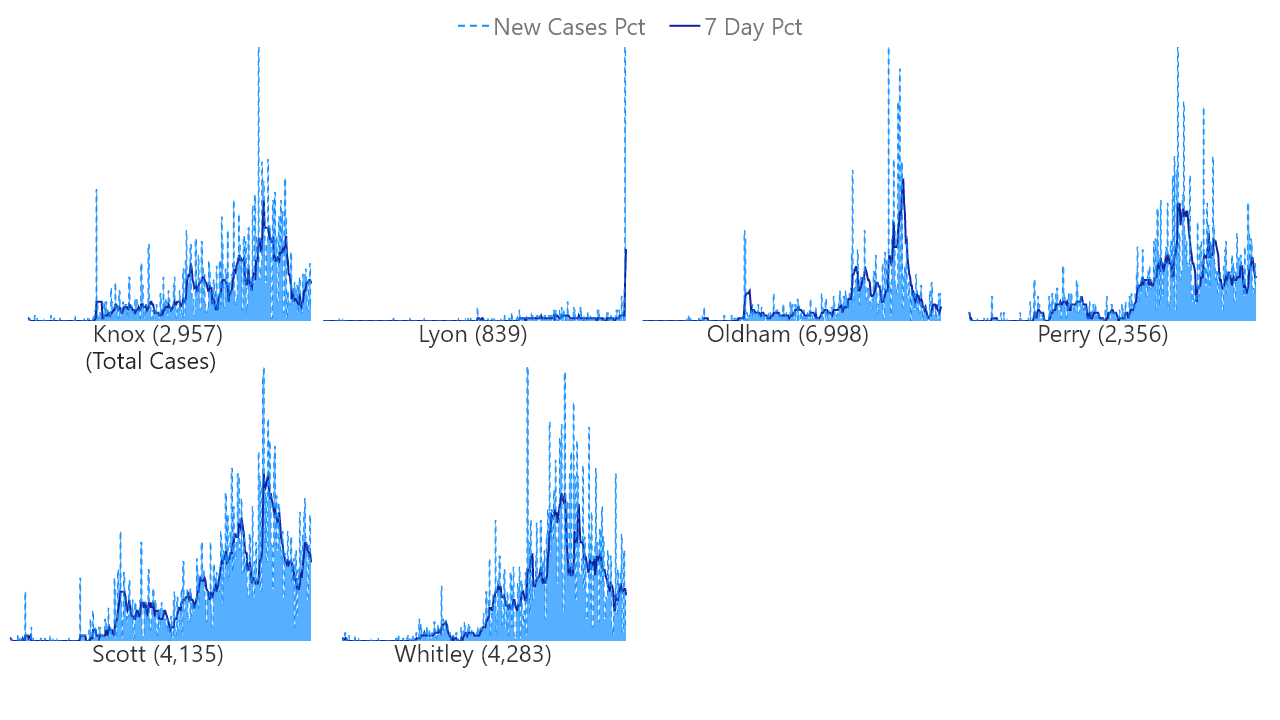 New Cases Pct 7 Day Pct
Knox (2,957) Lyon (839) Oldham (6,998) Perry (2,356)
(Total Cases)
Scott (4,135) Whitley (4,283)